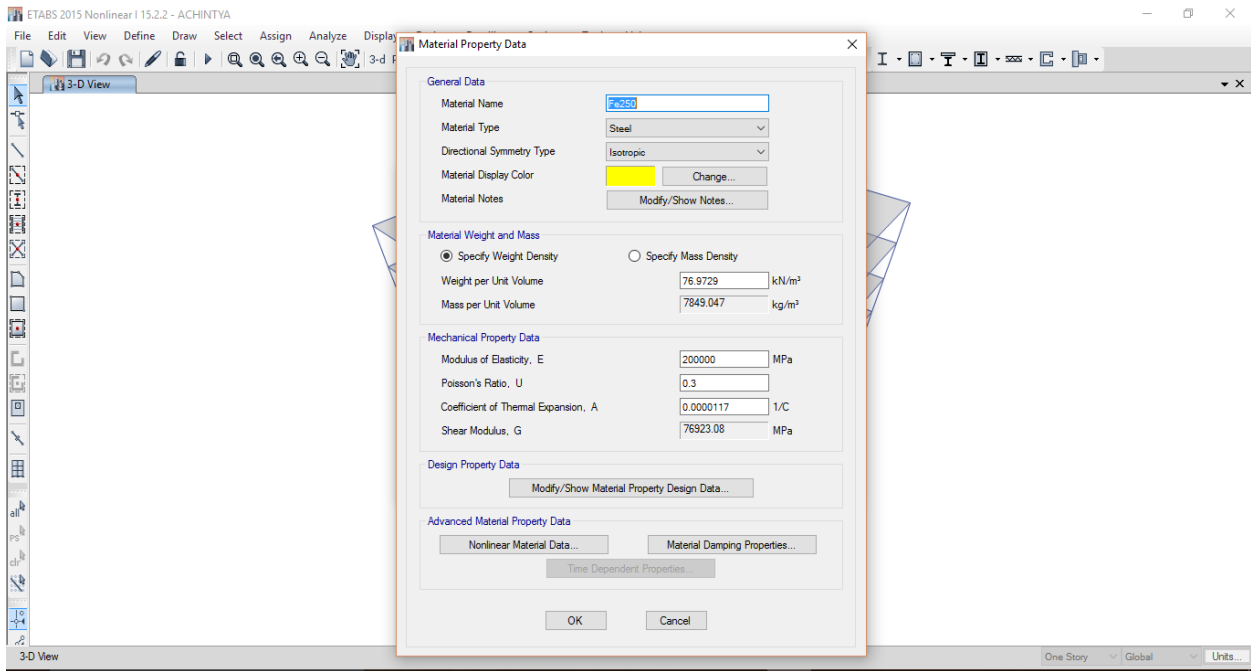 ETABS 2015 Nonlinear I 15.2.2 - ACHINTYA
File Edit View Define Draw Select Assign Analyze Display
3-d
3-D View
Material Property Data
General Data
Material Name Fe250
Material Type Steel
Directional Symmetry Type Isotropic
Material Display Color Change...
Material Notes Modify/Show Notes...
Material Weight and Mass
Specify Weight Density Specify Mass Density
Weight per Unit Volume 76.9729 kN/m³
Mass per Unit Volume 7849.047 kg/m³
Mechanical Property Data
Modulus of Elasticity, E 200000 MPa
Poisson's Ratio, U 0.3
Coefficient of Thermal Expansion, A 0.0000117 1/C
Shear Modulus, G 76923.08 MPa
Design Property Data
Modify/Show Material Property Design Data...
Advanced Material Property Data
Nonlinear Material Data... Material Damping Properties...
Time Dependent Properties...
OK Cancel
all
ps
clr
3-D View One Story Global Units...